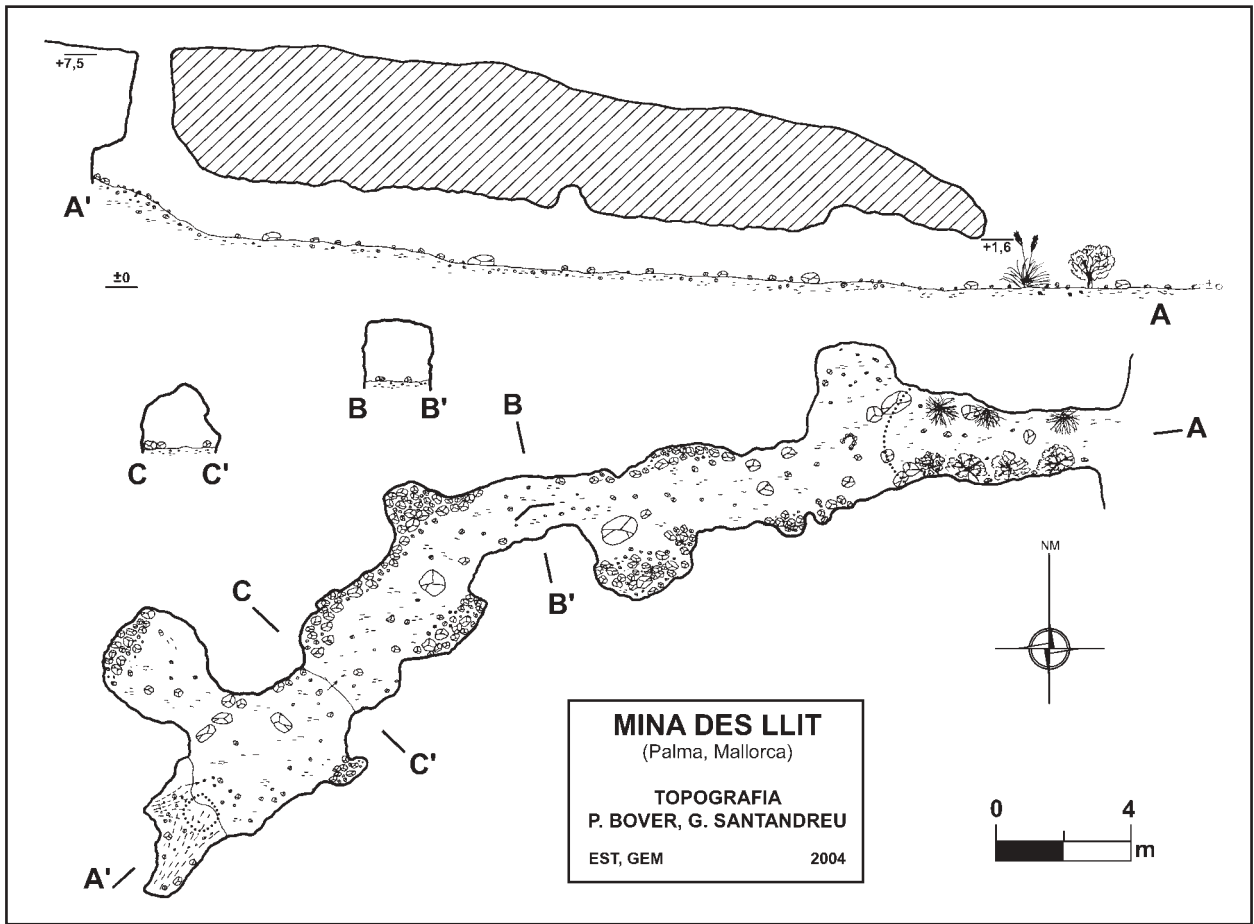 +7,5
A'
±0
+1,6
±0
A
B B'
C C'
B
A
C
B'
NM
C'
A'
MINA DES LLIT
(Palma, Mallorca)
TOPOGRAFIA
P. BOVER, G. SANTANDREU
EST, GEM 2004
0 4
m